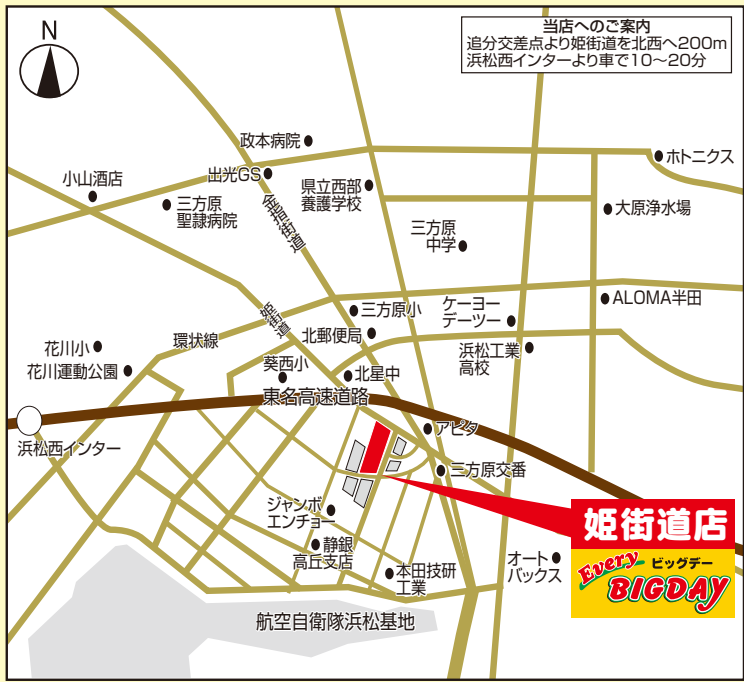 N
当店へのご案内
追分交差点より姫街道を北西へ200m
浜松西インターより車で10〜20分
政本病院
ホトニクス
出光GS
小山酒店
県立西部
養護学校
三方原
聖隷病院
大原浄水場
金指街道
三方原
中学
ALOMA半田
ケーヨー
デーツー
三方原小
姫街道
北郵便局
環状線
花川小
花川運動公園
浜松工業
高校
葵西小
北星中
東名高速道路
アピタ
浜松西インター
三方原交番
ジャンボ
エンチョー
姫街道店
静銀
高丘支店
オート
バックス
Every ビッグデー
BIGDAY
本田技研
工業
航空自衛隊浜松基地